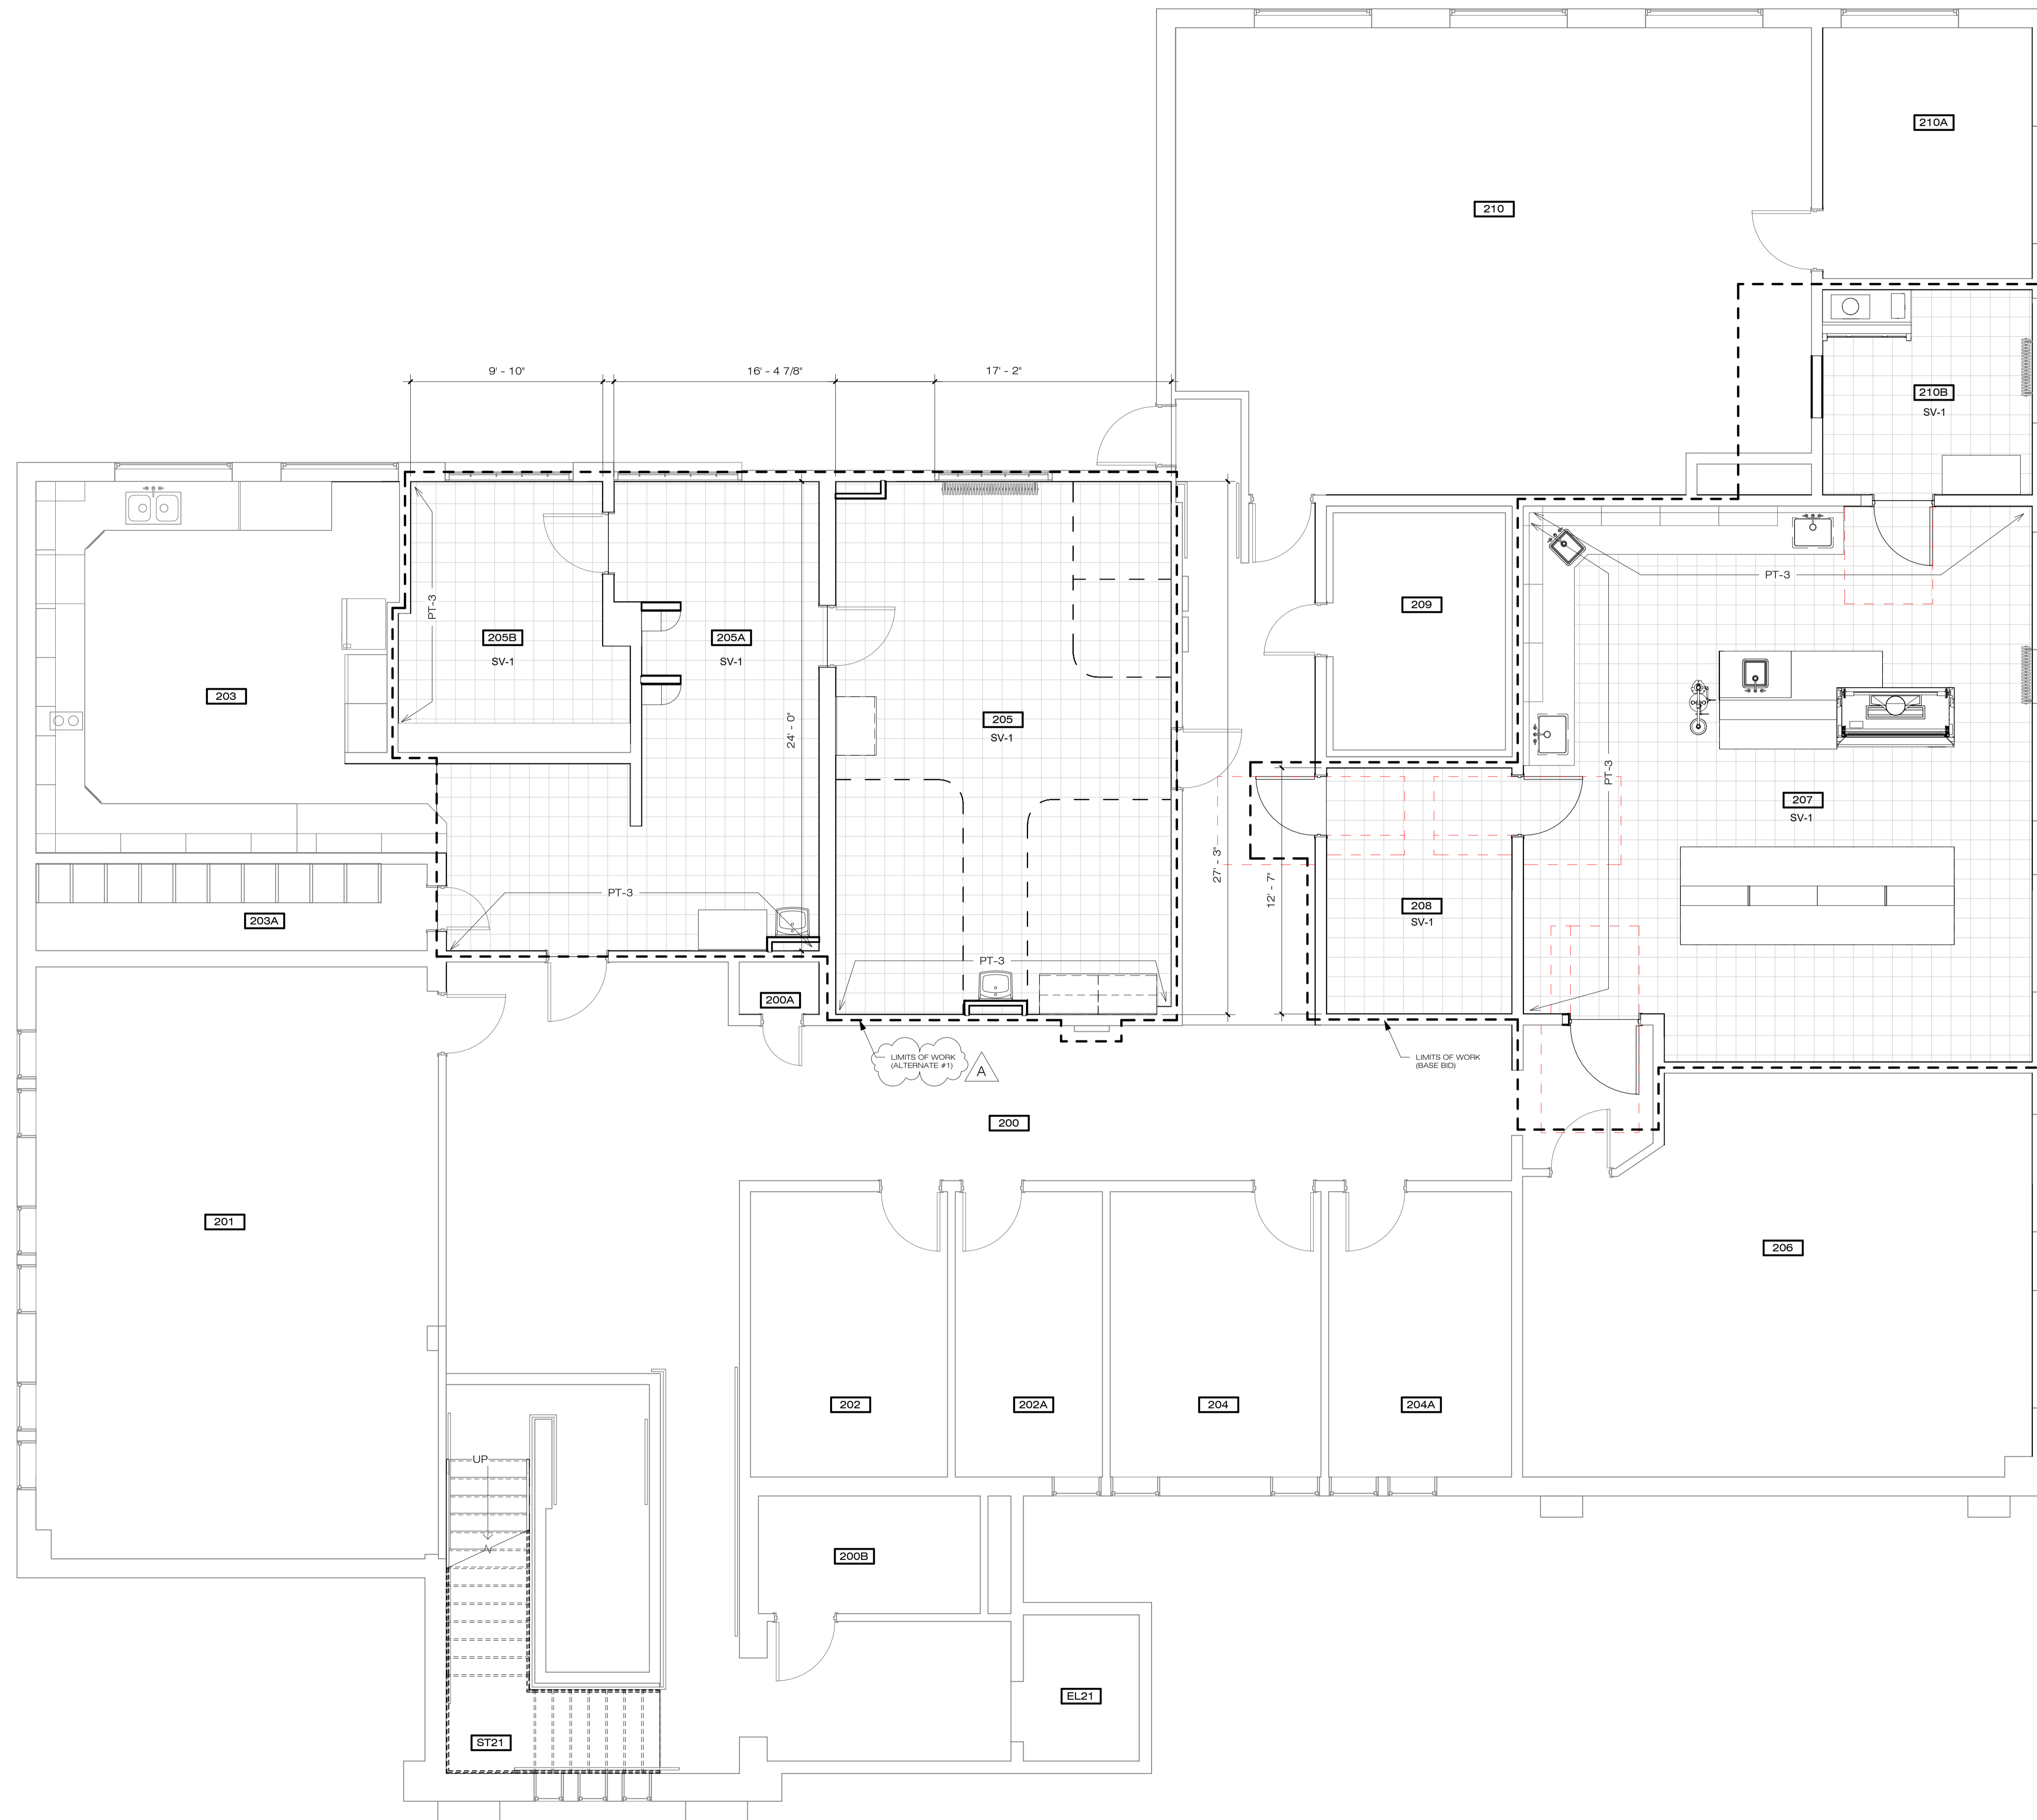 210A
210
9' - 10"
16' - 4 7/8"
17' - 2"
210B
SV-1
PT-3
PT-3
209
205B
SV-1
205A
SV-1
203
205
SV-1
24' - 0"
PT-3
207
SV-1
27' - 3"
12' - 7"
PT-3
208
SV-1
203A
PT-3
200A
LIMITS OF WORK
(ALTERNATE #1)
A
LIMITS OF WORK
(BASE BID)
200
201
206
202
202A
204
204A
UP
200B
EL21
ST21